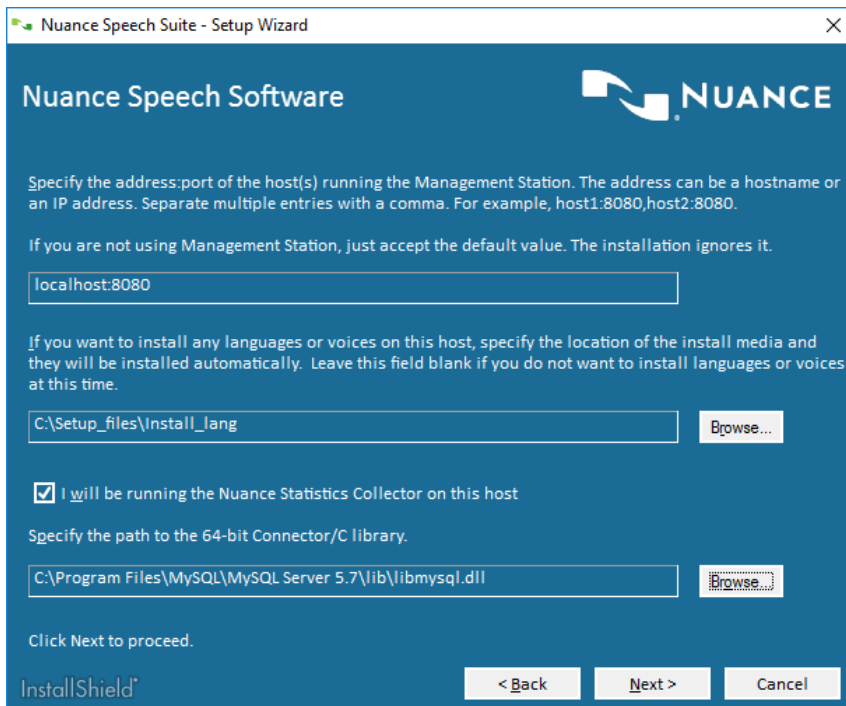 Nuance Speech Suite - Setup Wizard
Nuance Speech Software
NUANCE
Specify the address:port of the host(s) running the Management Station. The address can be a hostname or
an IP address. Separate multiple entries with a comma. For example, host1:8080,host2:8080.
If you are not using Management Station, just accept the default value. The installation ignores it.
localhost:8080
If you want to install any languages or voices on this host, specify the location of the install media and
they will be installed automatically.  Leave this field blank if you do not want to install languages or voices
at this time.
C:\Setup_files\Install_lang
Browse...
I will be running the Nuance Statistics Collector on this host
Specify the path to the 64-bit Connector/C library.
C:\Program Files\MySQL\MySQL Server 5.7\lib\libmysql.dll
Browse...
Click Next to proceed.
InstallShield
< Back
Next >
Cancel